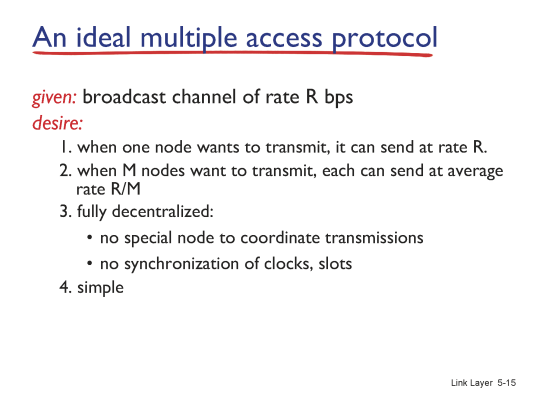 An ideal multiple access protocol
given: broadcast channel of rate R bps
desire:
1. when one node wants to transmit, it can send at rate R.
2. when M nodes want to transmit, each can send at average
rate R/M
3. fully decentralized:
• no special node to coordinate transmissions
• no synchronization of clocks, slots
4. simple
Link Layer 5-15